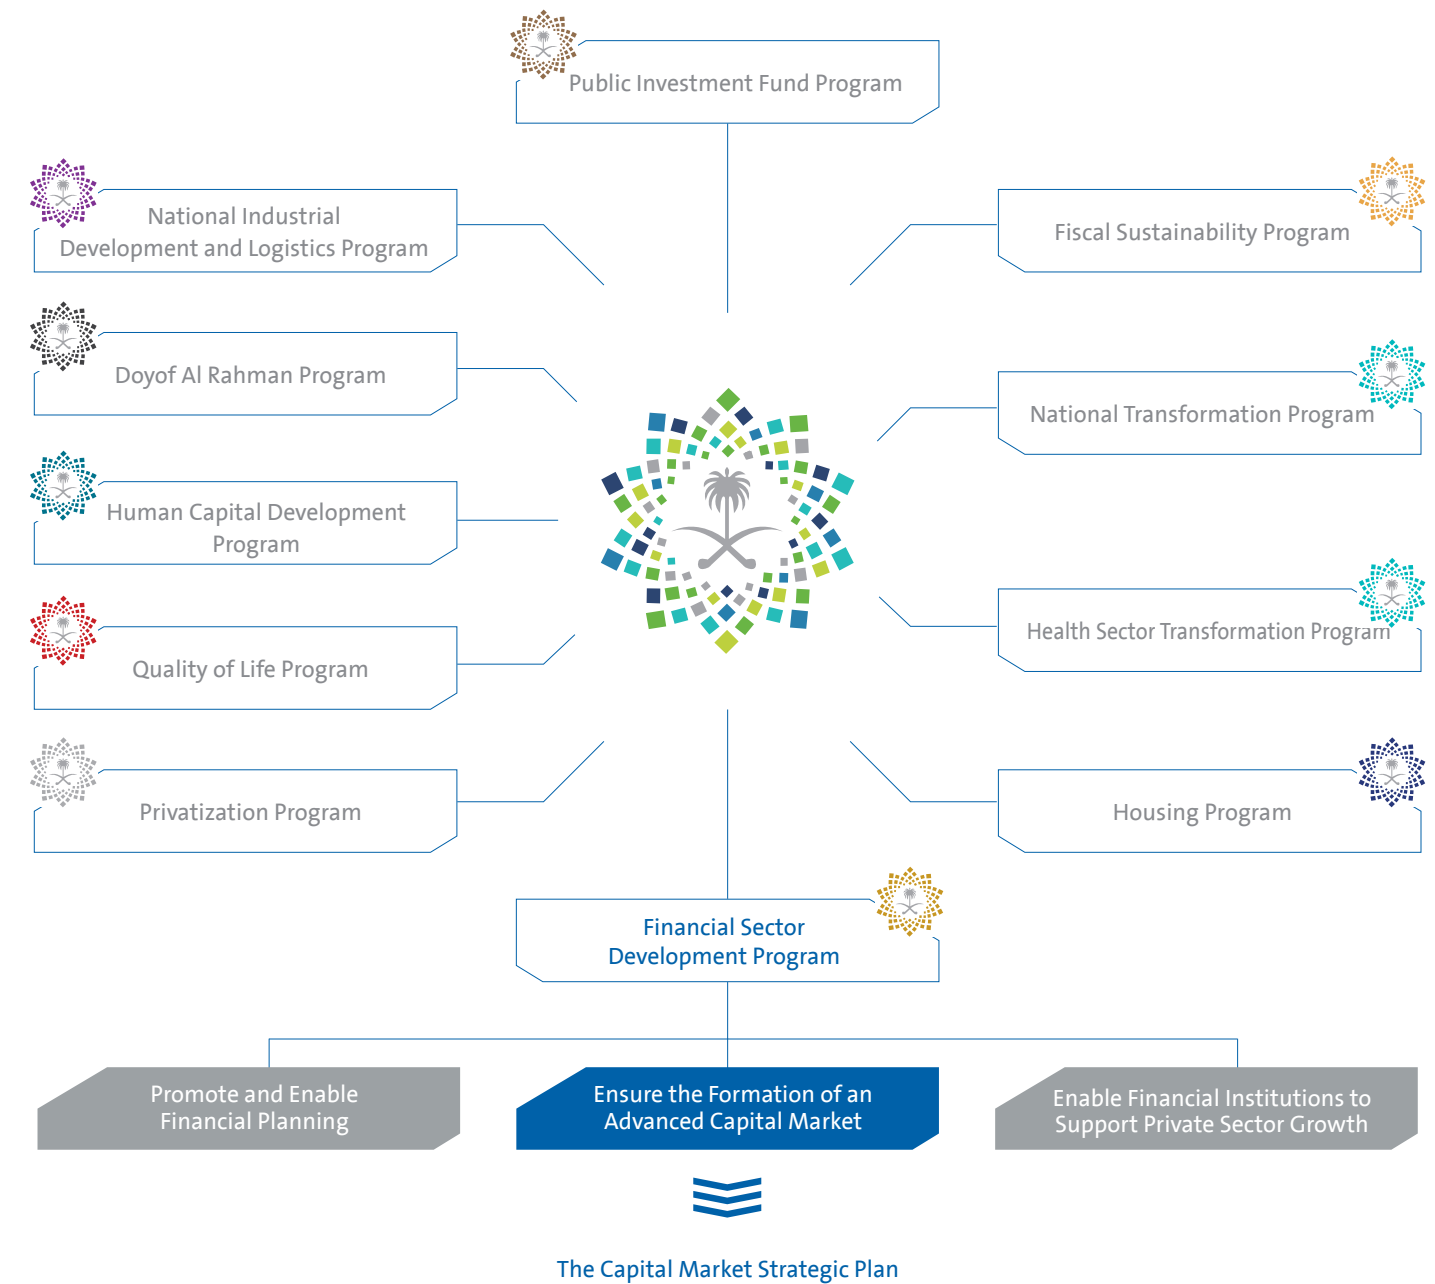 Public Investment Fund Program
National Industrial
Development and Logistics Program
Fiscal Sustainability Program
Doyof Al Rahman Program
National Transformation Program
Human Capital Development
Program
Health Sector Transformation Program
Quality of Life Program
Privatization Program
Housing Program
Financial Sector
Development Program
Promote and Enable
Financial Planning
Ensure the Formation of an
Advanced Capital Market
Enable Financial Institutions to
Support Private Sector Growth
The Capital Market Strategic Plan